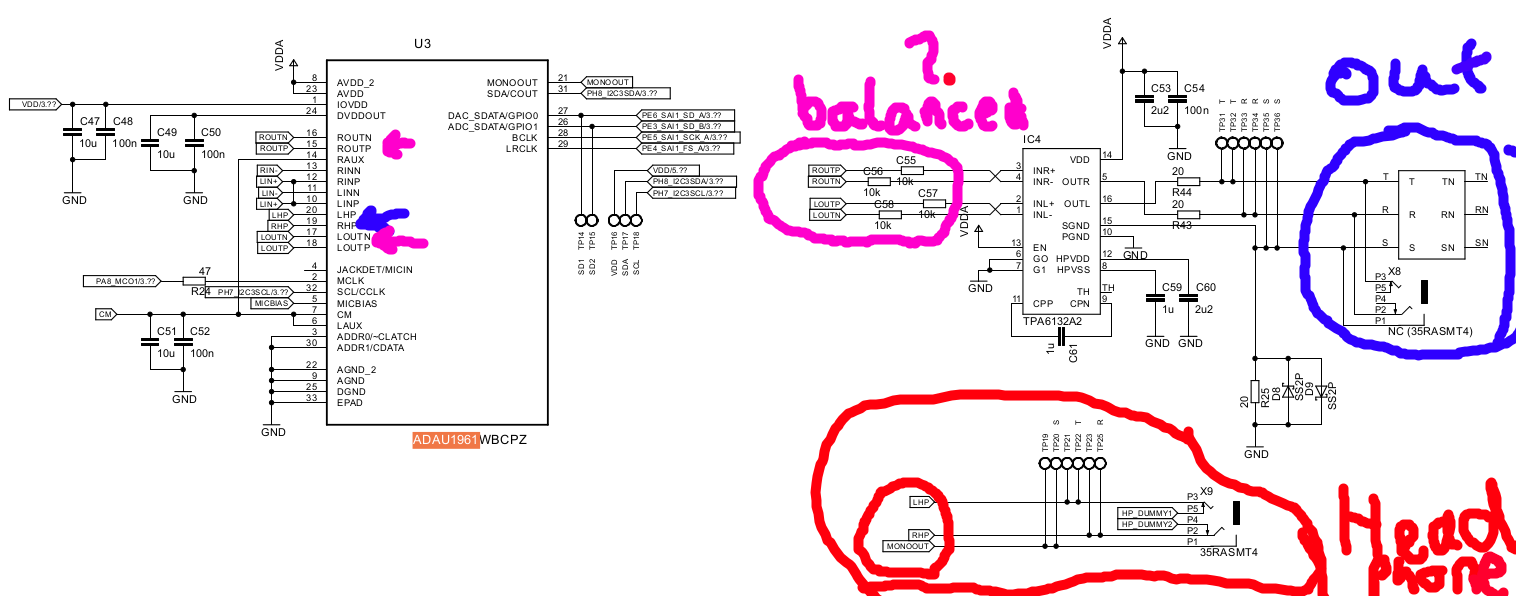 U3
VDDA
AVDD_2
AVDD
IOVDD
DVDDOUT
ROUTN
ROUTP
RAUX
RINN
RINP
LINN
LINP
LHP
RHP
LOUTN
LOUTP
JACKDET/MICIN
MCLK
SCL/CCLK
MICBIAS
CM
LAUX
ADDR0/~CLATCH
ADDR1/CDATA
AGND_2
AGND
DGND
EPAD
8
23
1
24
16
15
14
13
12
11
10
20
19
17
18
4
2
32
5
7
6
3
30
22
9
25
33
MONOOUT
SDA/COUT
DAC_SDATA/GPIO0
ADC_SDATA/GPIO1
BCLK
LRCLK
21
31
27
26
28
29
MONOOUT
PH8_I2C3SDA/3.??
PE6_SAI1_SD_A/3.??
PE3_SAI1_SD_B/3.??
PE5_SAI1_SCK_A/3.??
PE4_SAI1_FS_A/3.??
VDD/5.??
PH8_I2C3SDA/3.??
PH7_I2C3SCL/3.??
TP14
TP15
TP16
TP17
TP18
SD1
SD2
VDD
SDA
SCL
VDD/3.??
C47
10u
C48
100n
C49
10u
C50
100n
GND
GND
ROUTN
ROUTP
RIN-
LIN+
LIN-
LIN+
LHP
RHP
LOUTN
LOUTP
PA8_MCO1/3.??
47
R24
PH7_I2C3SCL/3.??
MICBIAS
CM
C51
10u
C52
100n
GND
GND
ADAU1961WBCPZ
balanced
?
ROUTP
ROUTN
LOUTP
LOUTN
C55
C56
10k
C57
C58
10k
10k
VDDA
IC4
INR+
INR-
INL+
INL-
EN
GO
G1
CPP
VDD
OUTR
OUTL
SGND
PGND
HPVDD
HPVSS
TH
CPN
3
4
2
1
13
6
7
11
14
5
16
15
10
12
8
TH
9
TPA6132A2
1u
C61
GND
GND
VDDA
C53
2u2
C54
100n
GND
C59
1u
C60
2u2
GND
GND
20
R44
20
R43
T
T
R
R
S
S
TP31
TP32
TP33
TP34
TP35
TP36
out
T
R
S
T
R
S
TN
RN
SN
TN
RN
SN
X8
P3
P5
P4
P2
P1
NC (35RASMT4)
20
R25
D8
SS2P
D9
SS2P
GND
S
T
R
TP19
TP20
TP21
TP22
TP23
TP25
LHP
RHP
MONOOUT
HP_DUMMY1
HP_DUMMY2
P3
P5
P4
P2
P1
X9
35RASMT4
Head
phone